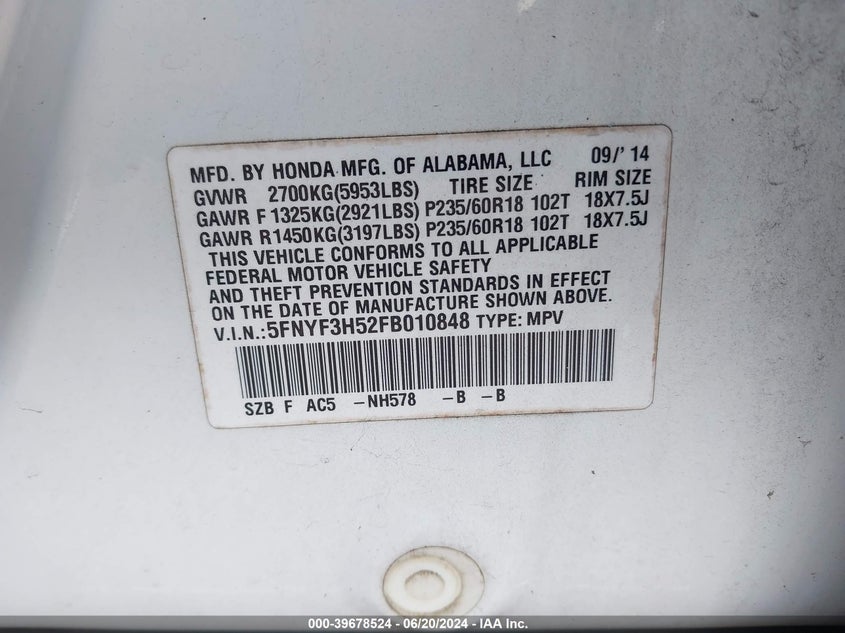 MFD. BY HONDA MFG. OF ALABAMA, LLC 09/' 14
GVWR 2700KG(5953LBS) TIRE SIZE RIM SIZE
GAWR F 1325KG(2921LBS) P235/60R18 102T 18X7.5J
GAWR R1450KG(3197LBS) P235/60R18 102T 18X7.5J
THIS VEHICLE CONFORMS TO ALL APPLICABLE
FEDERAL MOTOR VEHICLE SAFETY
AND THEFT PREVENTION STANDARDS IN EFFECT
ON THE DATE OF MANUFACTURE SHOWN ABOVE.
V.I.N.:5FNYF3H52FB010848 TYPE: MPV
SZB F AC5 -NH578 -B -B
000-39678524 - 06/20/2024 - IAA Inc.